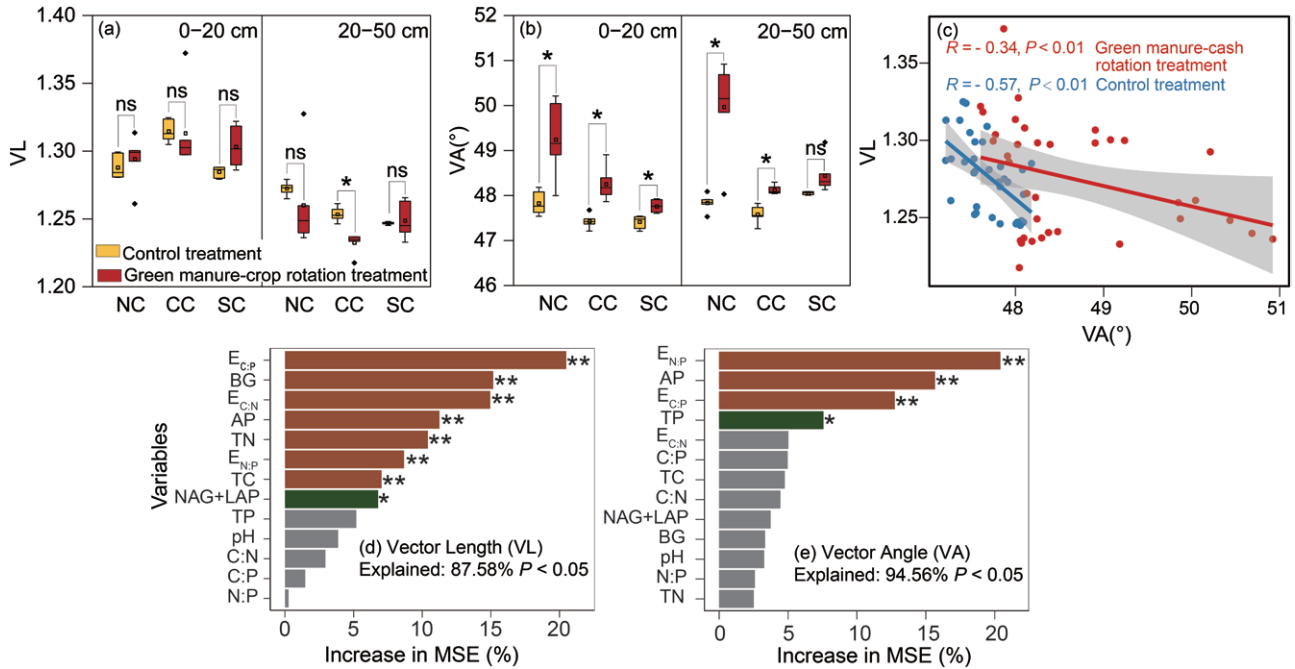 (a)
0−20 cm
20−50 cm
VL
1.40
1.35
1.30
1.25
1.20
ns
ns
ns
ns
*
ns
Control treatment
Green manure-crop rotation treatment
NC
CC
SC
NC
CC
SC
(b)
0−20 cm
20−50 cm
VA(°)
52
51
50
49
48
47
46
*
*
*
*
*
ns
NC
CC
SC
NC
CC
SC
(c)
R = - 0.34, P < 0.01 Green manure-cash
rotation treatment
R = - 0.57, P < 0.01 Control treatment
VL
1.35
1.30
1.25
48
49
50
51
VA(°)
Variables
E_C:P **
BG **
E_C:N **
AP **
TN **
E_N:P **
TC **
NAG+LAP *
TP
pH
C:N
C:P
N:P
(d) Vector Length (VL)
Explained: 87.58% P < 0.05
0
5
10
15
20
Increase in MSE (%)
E_N:P **
AP **
E_C:P **
TP *
E_C:N
C:P
TC
C:N
NAG+LAP
BG
pH
N:P
TN
(e) Vector Angle (VA)
Explained: 94.56% P < 0.05
0
5
10
15
20
Increase in MSE (%)